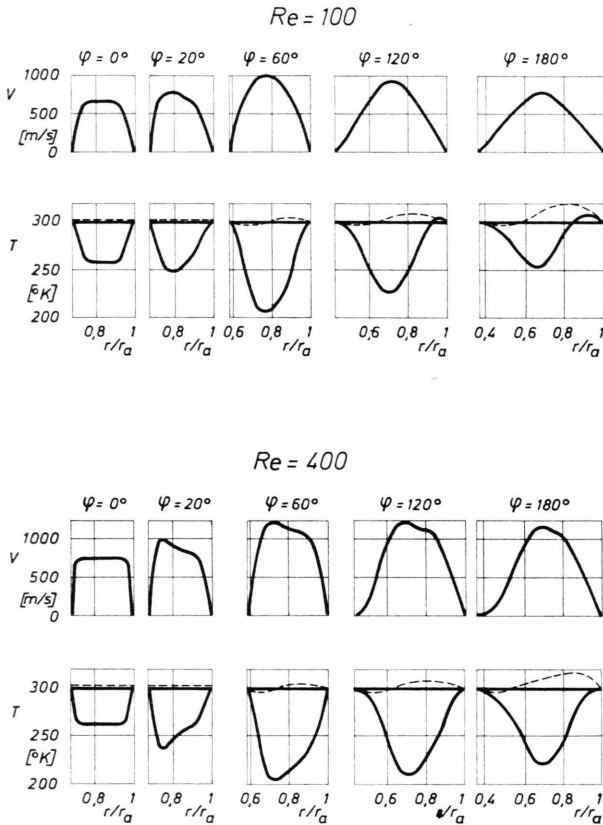 Re = 100
φ = 0° φ = 20° φ = 60° φ = 120° φ = 180°
V
[m/s]
1000
500
0
T
[°K]
300
250
200
0,8 1 0,8 1 0,6 0,8 1 0,6 0,8 1 0,4 0,6 0,8 1
r/ra r/ra r/ra r/ra r/ra
Re = 400
φ = 0° φ = 20° φ = 60° φ = 120° φ = 180°
V
[m/s]
1000
500
0
T
[°K]
300
250
200
0,8 1 0,8 1 0,6 0,8 1 0,6 0,8 1 0,4 0,6 0,8 1
r/ra r/ra r/ra /ra r/ra